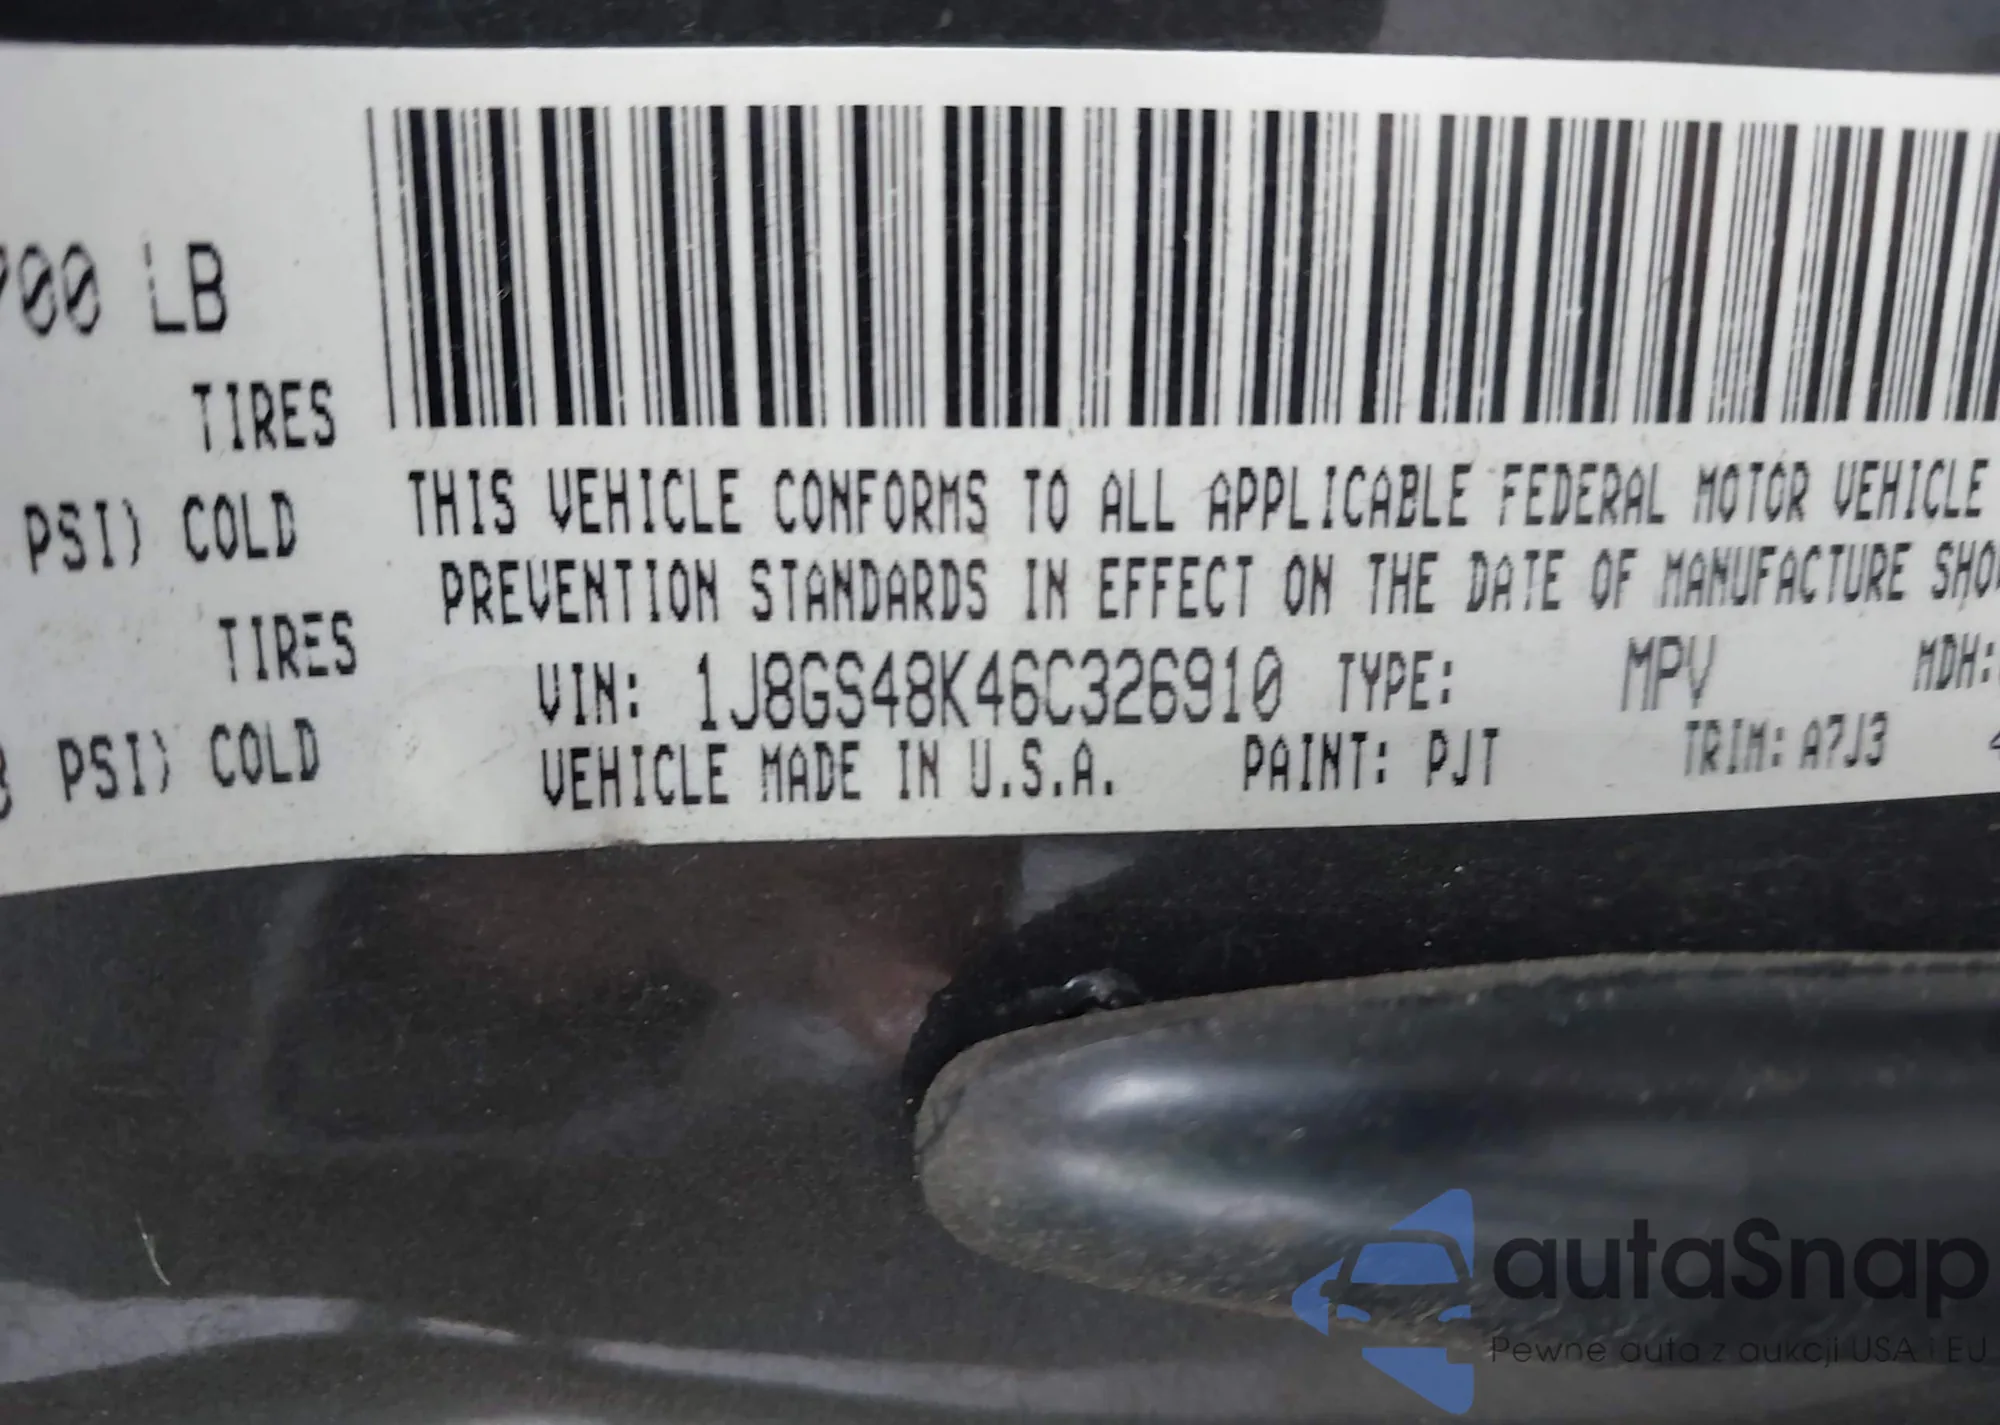 700 LB
TIRES
PSI) COLD
TIRES
PSI) COLD
THIS VEHICLE CONFORMS TO ALL APPLICABLE FEDERAL MOTOR VEHICLE
PREVENTION STANDARDS IN EFFECT ON THE DATE OF MANUFACTURE
VIN: 1J8GS48K46C326910 TYPE: MPV MDH:
VEHICLE MADE IN U.S.A. PAINT: PJT TRIM: A7J3
autaSnap
Pewne auta z aukcji USA i EU